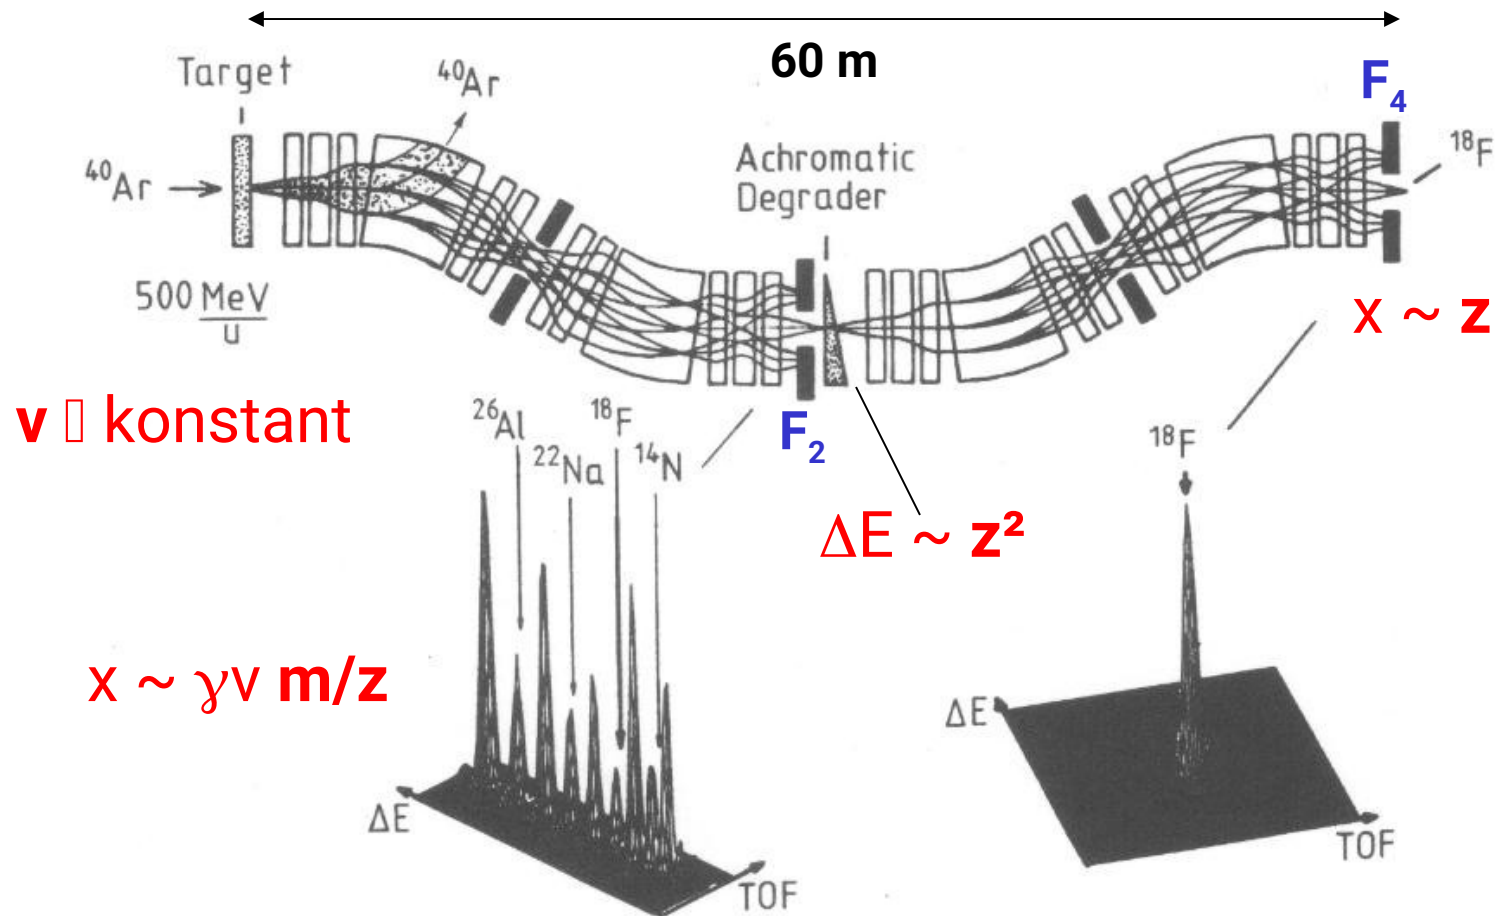 60 m
Target
⁴⁰Ar
F₄
¹⁸F
⁴⁰Ar
Achromatic
Degrader
500 MeV
u
x ~ z
v ▯ konstant
²⁶Al
¹⁸F
F₂
¹⁸F
²²Na
¹⁴N
ΔE ~ z²
x ~ γv m/z
ΔE
ΔE
TOF
TOF